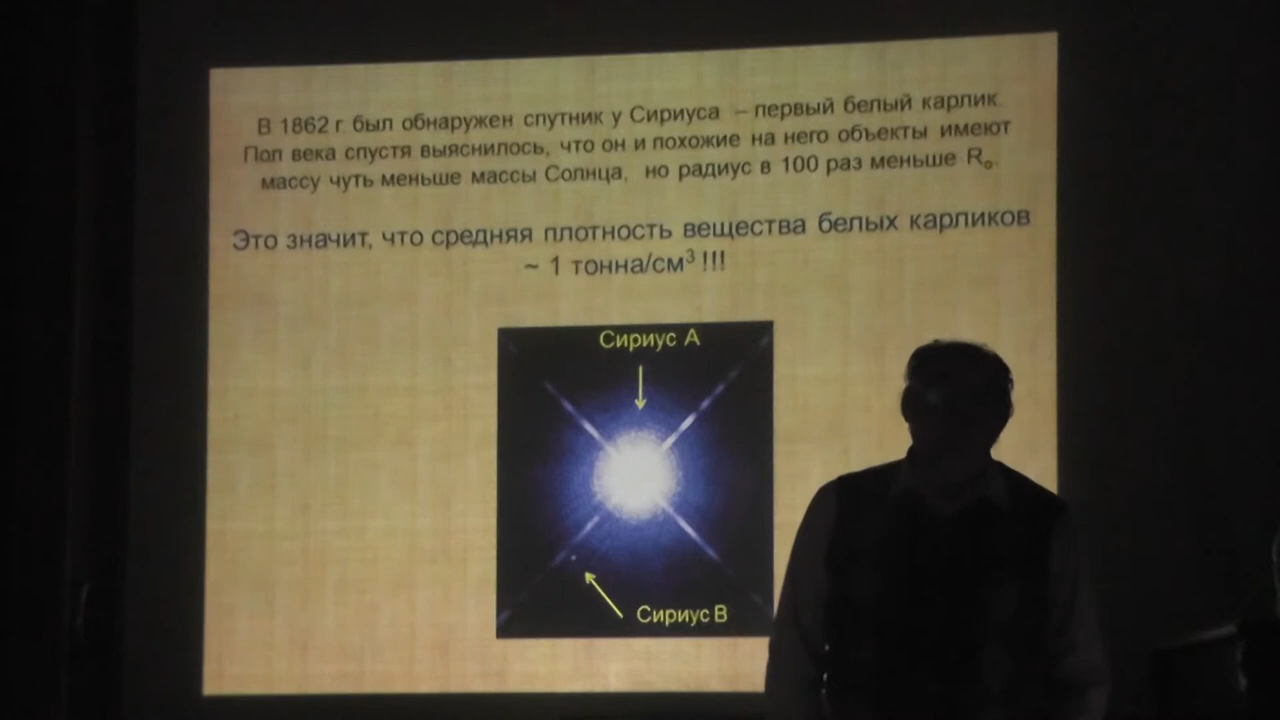 В 1862 г. был обнаружен спутник у Сириуса – первый белый карлик.
Пол века спустя выяснилось, что он и похожие на него объекты имеют
массу чуть меньше массы Солнца, но радиус в 100 раз меньше R₀.
Это значит, что средняя плотность вещества белых карликов
~ 1 тонна/см³ !!!
Сириус А
Сириус В